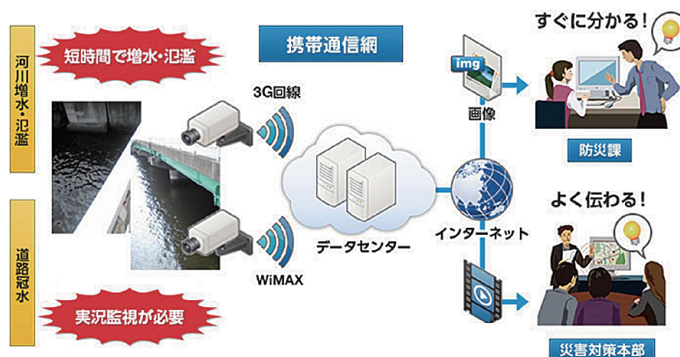 河川増水・氾濫
短時間で増水・氾濫
携帯通信網
3G回線
img
画像
すぐに分かる！
防災課
データセンター
インターネット
よく伝わる！
道路冠水
WiMAX
実況監視が必要
災害対策本部